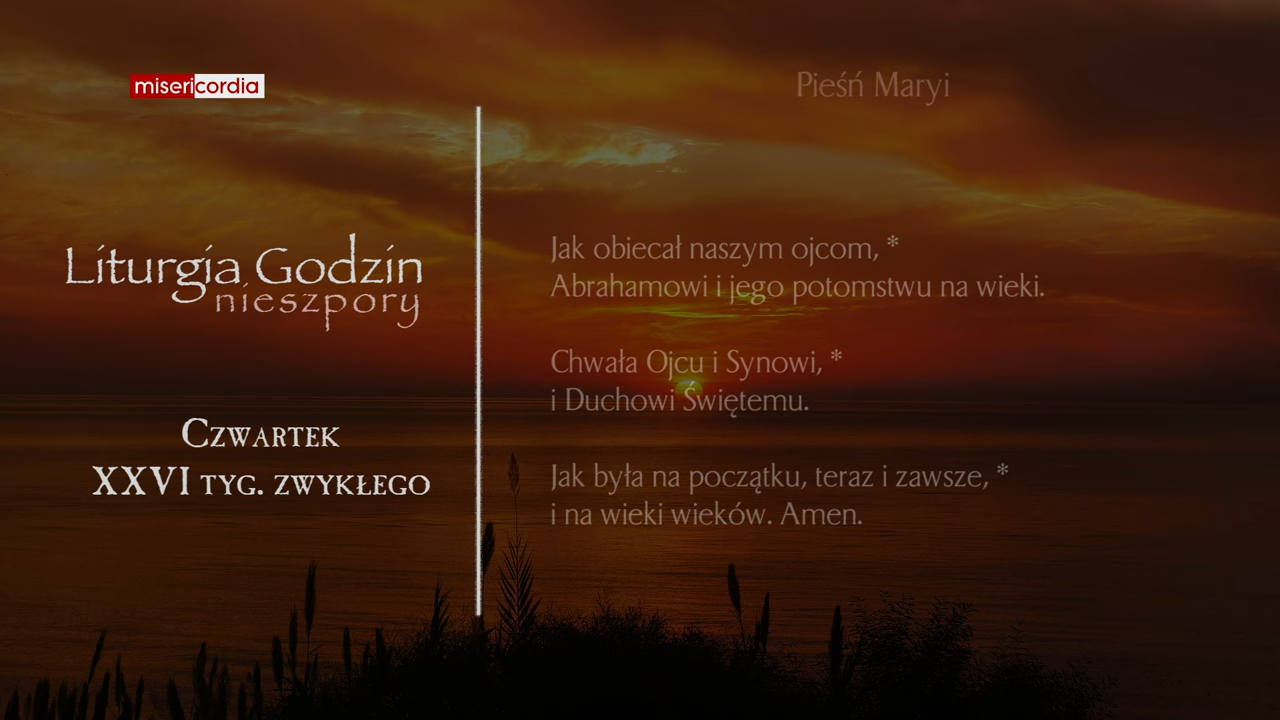 misericordia
Liturgia Godzin
nieszpory
Czwartek
XXVI tyg. zwykłego
Pieśń Maryi
Jak obiecał naszym ojcom, *
Abrahamowi i jego potomstwu na wieki.
Chwała Ojcu i Synowi, *
i Duchowi Świętemu.
Jak była na początku, teraz i zawsze, *
i na wieki wieków. Amen.